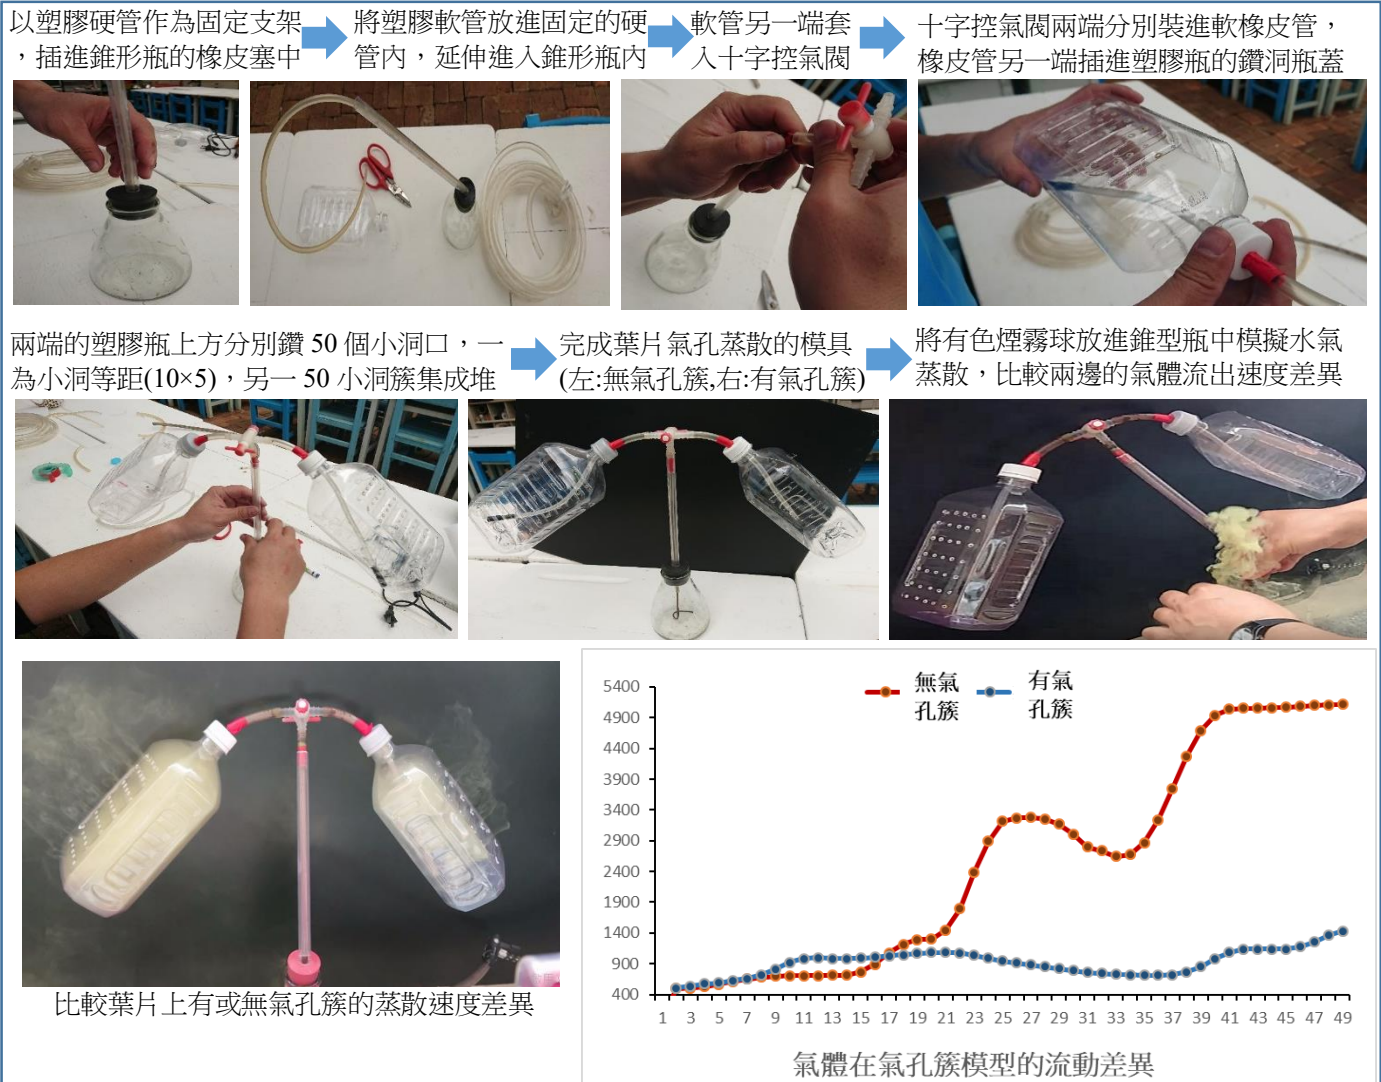 以塑膠硬管作為固定支架
，插進錐形瓶的橡皮塞中
將塑膠軟管放進固定的硬
管內，延伸進入錐形瓶內
軟管另一端套
入十字控氣閥
十字控氣閥兩端分別裝進軟橡皮管，
橡皮管另一端插進塑膠瓶的鑽洞瓶蓋
兩端的塑膠瓶上方分別鑽 50 個小洞口，一
為小洞等距(10×5)，另一 50 小洞簇集成堆
完成葉片氣孔蒸散的模具
(左:無氣孔簇,右:有氣孔簇)
將有色煙霧球放進錐型瓶中模擬水氣
蒸散，比較兩邊的氣體流出速度差異
比較葉片上有或無氣孔簇的蒸散速度差異
無氣
孔簇
有氣
孔簇
5400
4900
4400
3900
3400
2900
2400
1900
1400
900
400
1 3 5 7 9 11 13 15 17 19 21 23 25 27 29 31 33 35 37 39 41 43 45 47 49
氣體在氣孔簇模型的流動差異